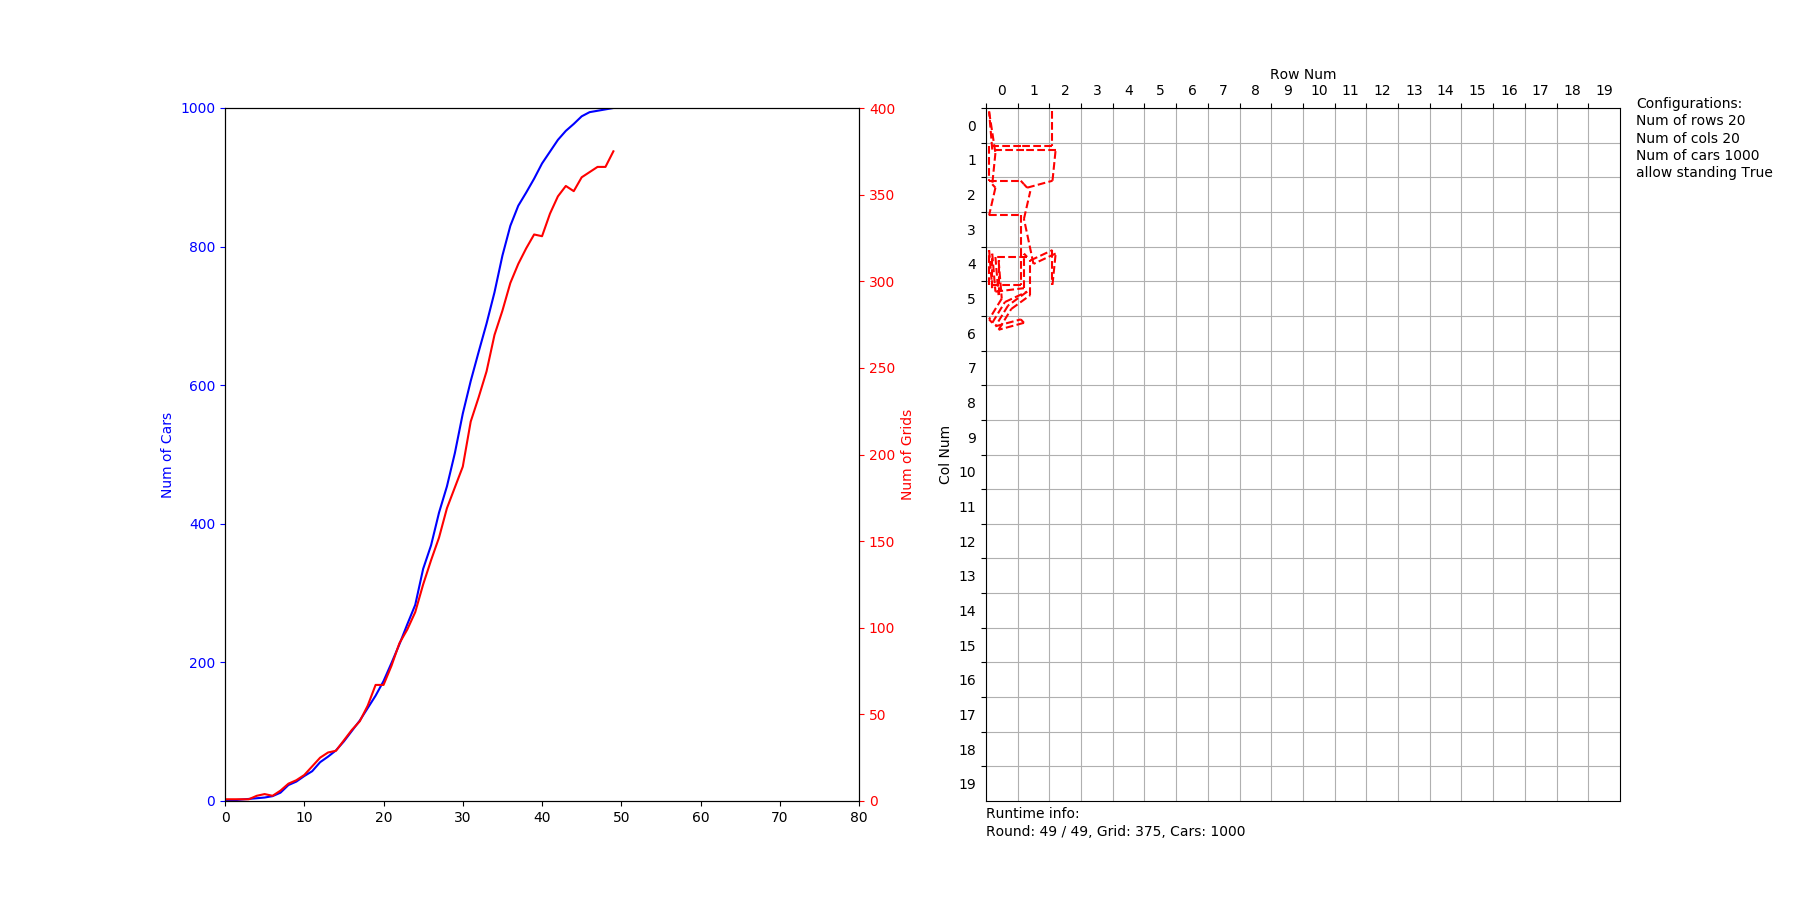 Row Num
0 1 2 3 4 5 6 7 8 9 10 11 12 13 14 15 16 17 18 19
1000
800
600
400
200
0
Num of Cars
0 10 20 30 40 50 60 70 80
400
350
300
250
200
150
100
50
0
Num of Grids
Col Num
0
1
2
3
4
5
6
7
8
9
10
11
12
13
14
15
16
17
18
19
Configurations:
Num of rows 20
Num of cols 20
Num of cars 1000
allow standing True
Runtime info:
Round: 49 / 49, Grid: 375, Cars: 1000